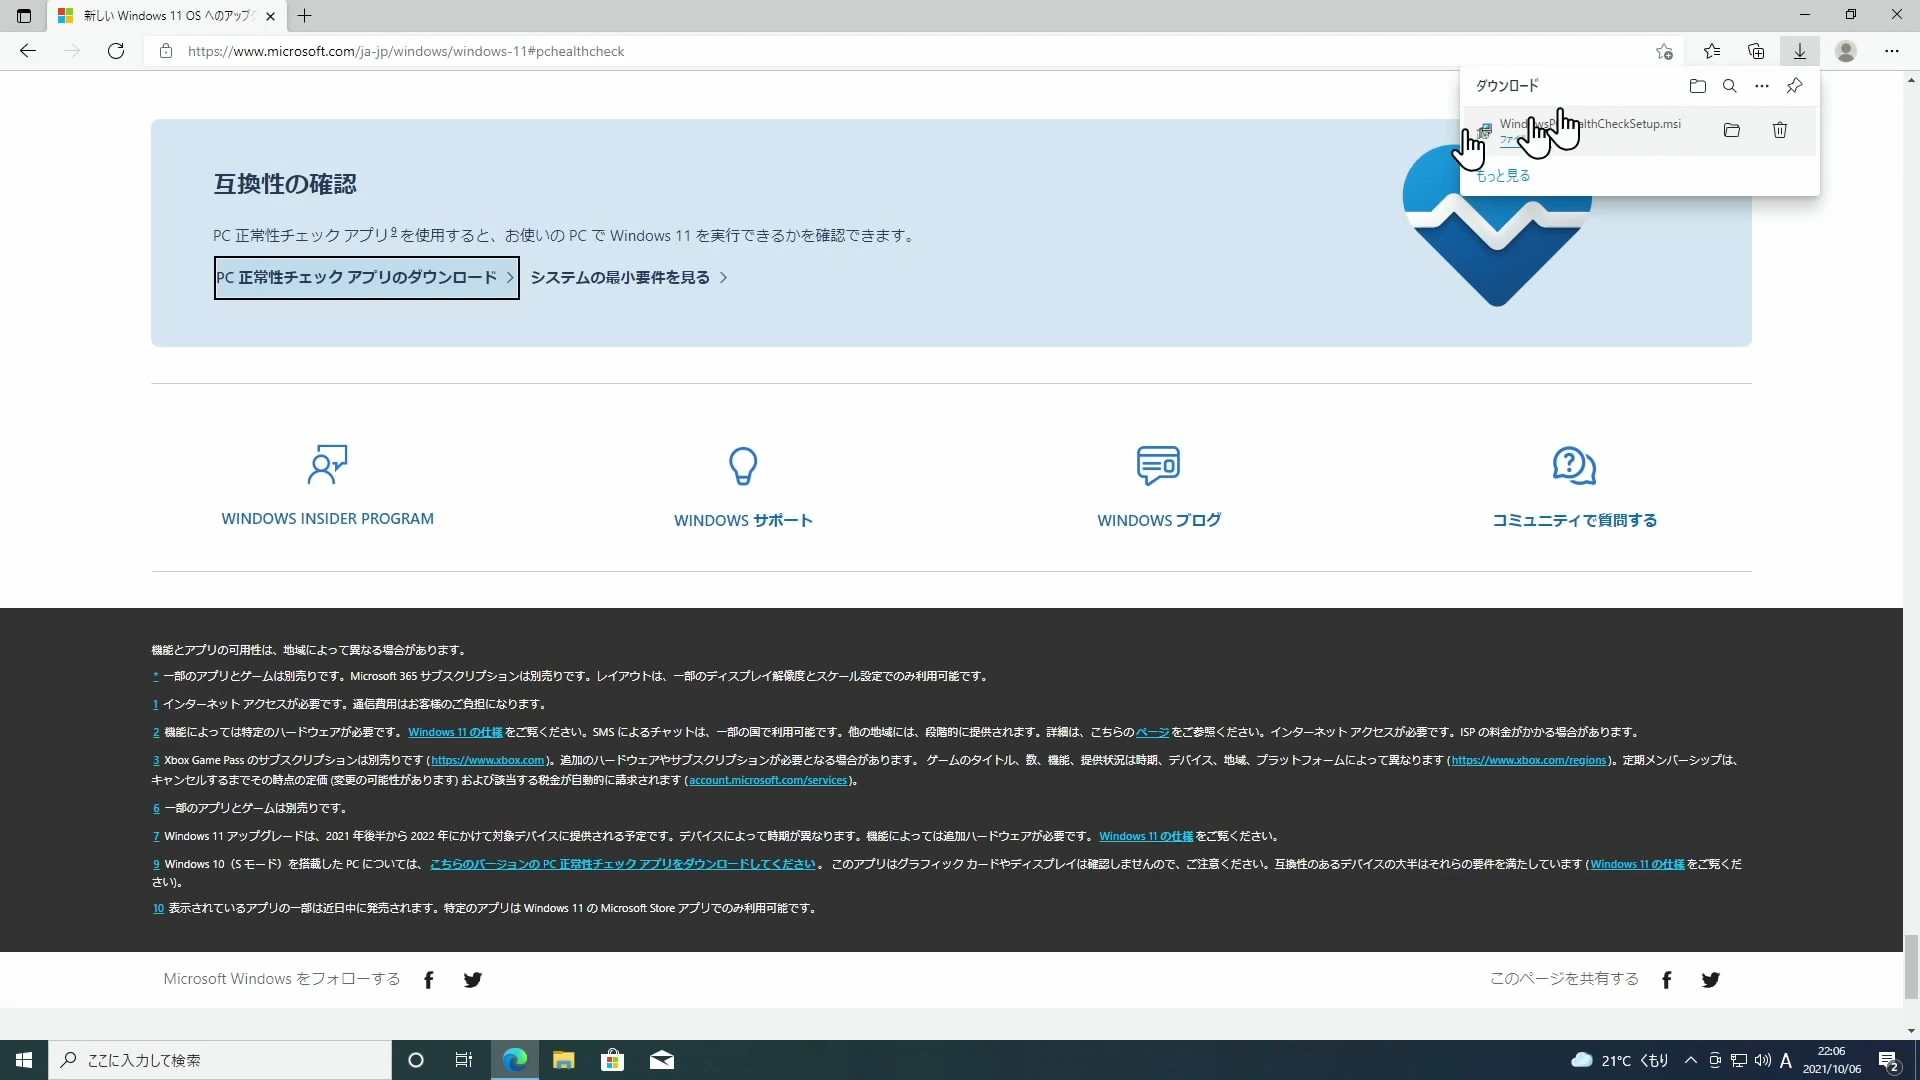 新しい Windows 11 OS へのアップ
https://www.microsoft.com/ja-jp/windows/windows-11#pchealthcheck
ダウンロード
もっと見る
互換性の確認
PC 正常性チェック アプリ9 を使用すると、お使いの PC で Windows 11 を実行できるかを確認できます。
PC 正常性チェック アプリのダウンロード
システムの最小要件を見る
WINDOWS INSIDER PROGRAM
WINDOWS サポート
WINDOWS ブログ
コミュニティで質問する
機能とアプリの可用性は、地域によって異なる場合があります。
* 一部のアプリとゲームは別売りです。Microsoft 365 サブスクリプションは別売りです。レイアウトは、一部のディスプレイ解像度とスケール設定でのみ利用可能です。
1 インターネット アクセスが必要です。通信費用はお客様のご負担になります。
2 機能によっては特定のハードウェアが必要です。 Windows 11 の仕様 をご覧ください。SMS によるチャットは、一部の国で利用可能です。他の地域には、段階的に提供されます。詳細は、こちらの ページ をご参照ください。インターネット アクセスが必要です。ISP の料金がかかる場合があります。
3 Xbox Game Pass のサブスクリプションは別売りです (https://www.xbox.com)。追加のハードウェアやサブスクリプションが必要となる場合があります。 ゲームのタイトル、数、機能、提供状況は時期、デバイス、地域、プラットフォームによって異なります (https://www.xbox.com/regions)。定期メンバーシップは、
キャンセルするまでその時点の定価 (変更の可能性があります) および該当する税金が自動的に請求されます (account.microsoft.com/services)。
6 一部のアプリとゲームは別売りです。
7 Windows 11 アップグレードは、2021 年後半から 2022 年にかけて対象デバイスに提供される予定です。デバイスによって時期が異なります。機能によっては追加ハードウェアが必要です。 Windows 11 の仕様 をご覧ください。
9 Windows 10（S モード）を搭載した PC については、 こちらのバージョンの PC 正常性チェック アプリをダウンロードしてください 。 このアプリはグラフィック カードやディスプレイは確認しませんので、ご注意ください。互換性のあるデバイスの大半はそれらの要件を満たしています (Windows 11 の仕様 をご覧くだ
さい)。
10 表示されているアプリの一部は近日中に発売されます。特定のアプリは Windows 11 の Microsoft Store アプリでのみ利用可能です。
Microsoft Windows をフォローする
このページを共有する
ここに入力して検索
21°C くもり
A
22:06
2021/10/06
2